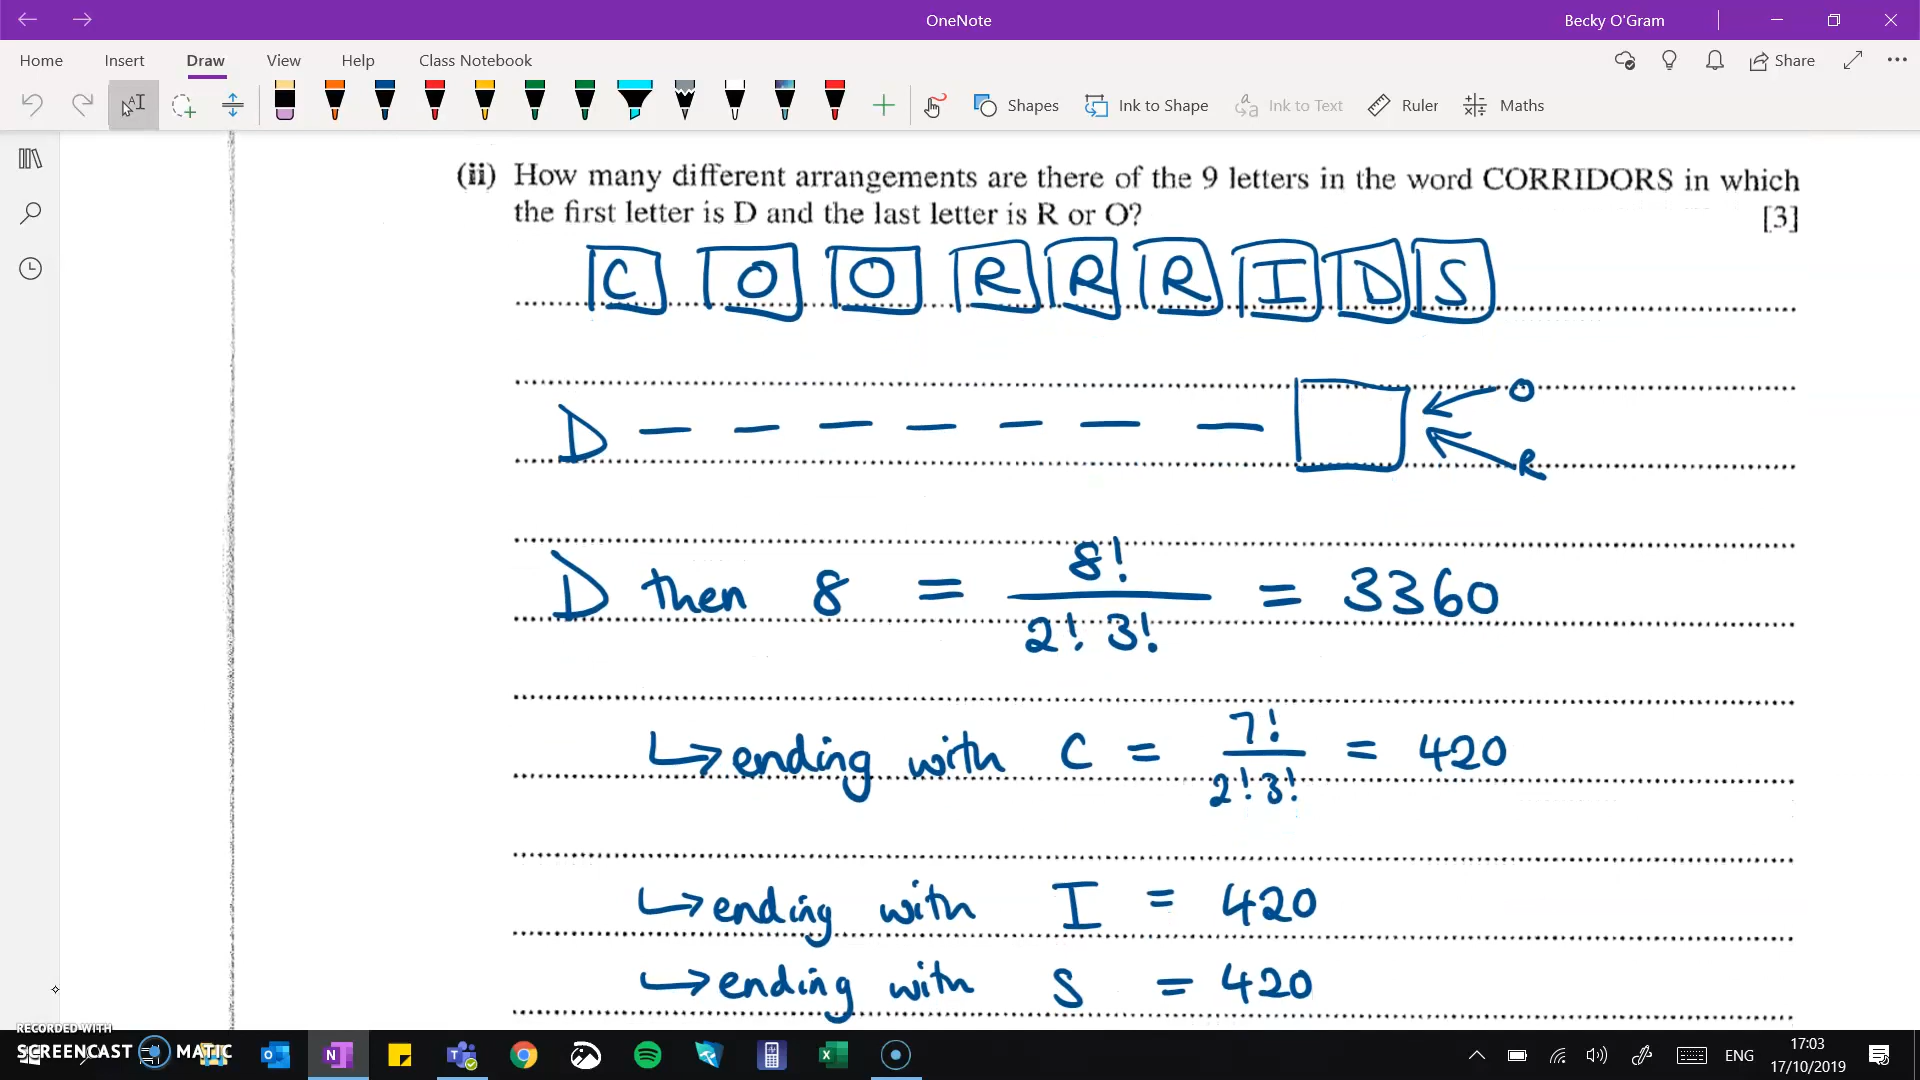 OneNote
Becky O'Gram
Home Insert Draw View Help Class Notebook
Share
Shapes Ink to Shape Ink to Text Ruler Maths
(ii) How many different arrangements are there of the 9 letters in the word CORRIDORS in which
the first letter is D and the last letter is R or O? [3]
C O O R R R I D S
D _ _ _ _ _ _ _ O
R
D then 8 = 8!/2! 3! = 3360
↳ ending with C = 7!/2! 3! = 420
↳ ending with I = 420
↳ ending with S = 420
RECORDED WITH
SCREENCAST MATIC
ENG
17:03
17/10/2019